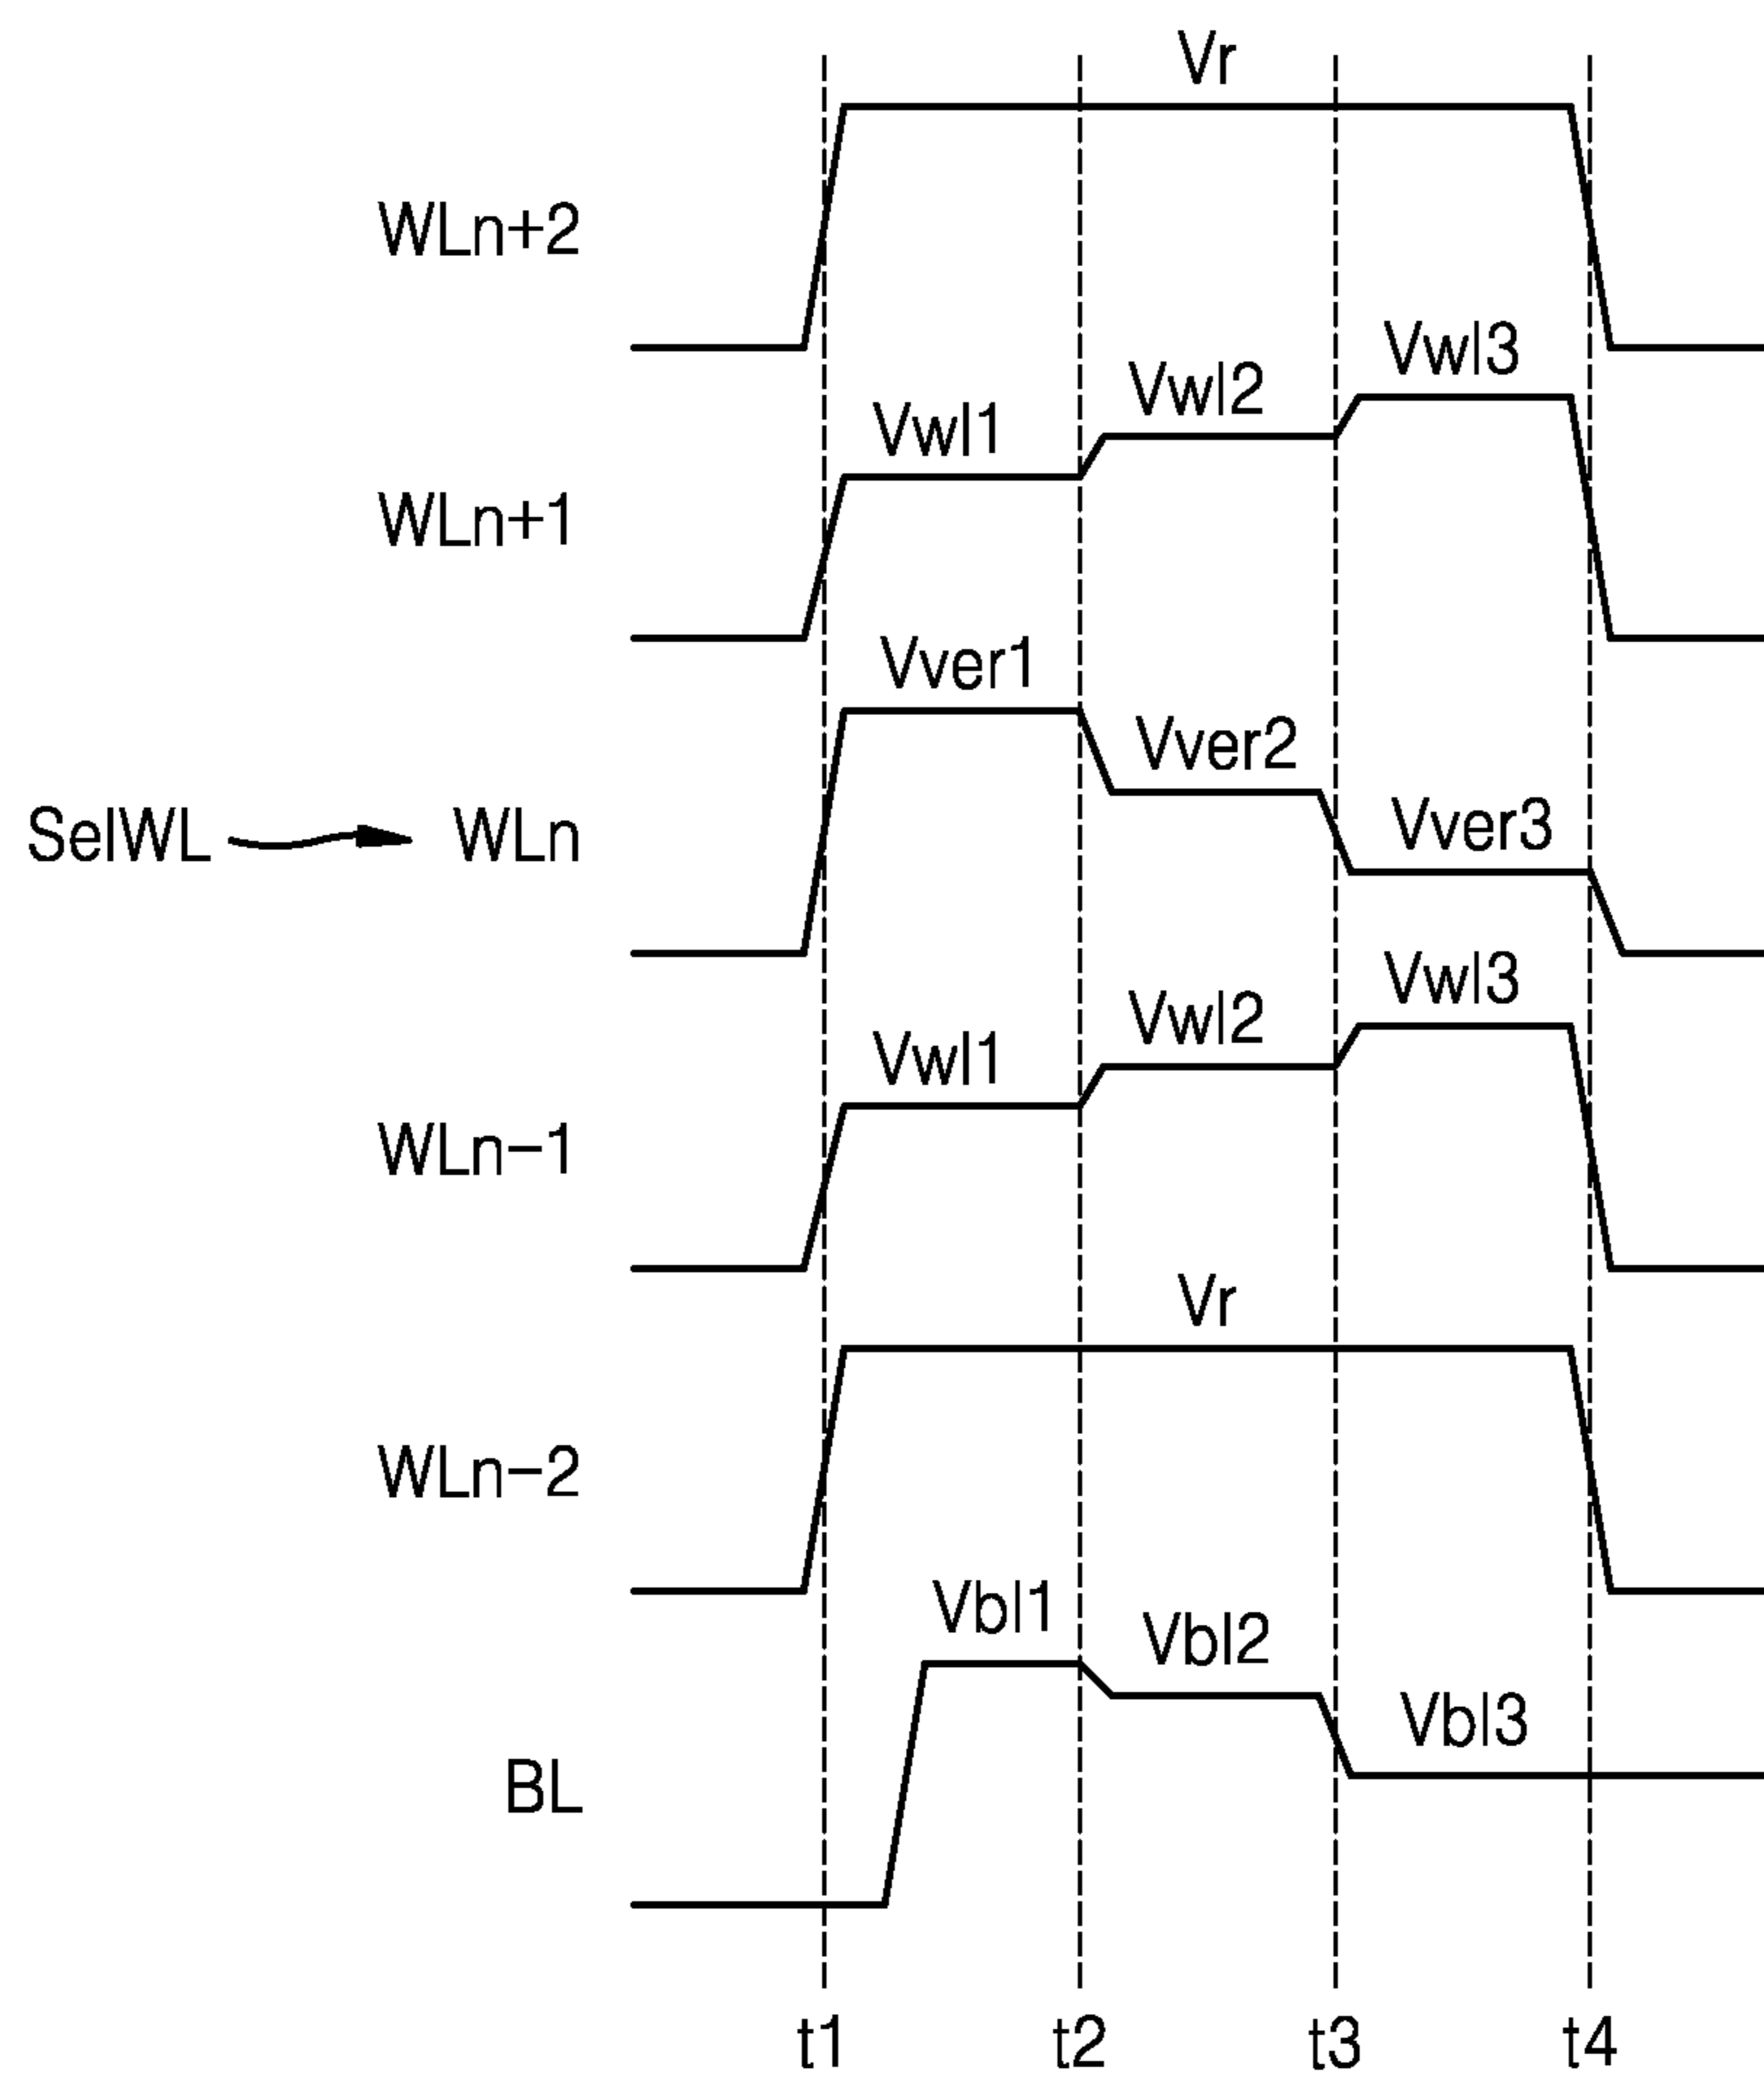 Vr
WLn+2
Vwl3
Vwl2
Vwl1
WLn+1
Vver1
Vver2
Vver3
SelWL WLn
Vwl3
Vwl2
Vwl1
WLn-1
Vr
WLn-2
Vbl1
Vbl2
Vbl3
BL
t1 t2 t3 t4